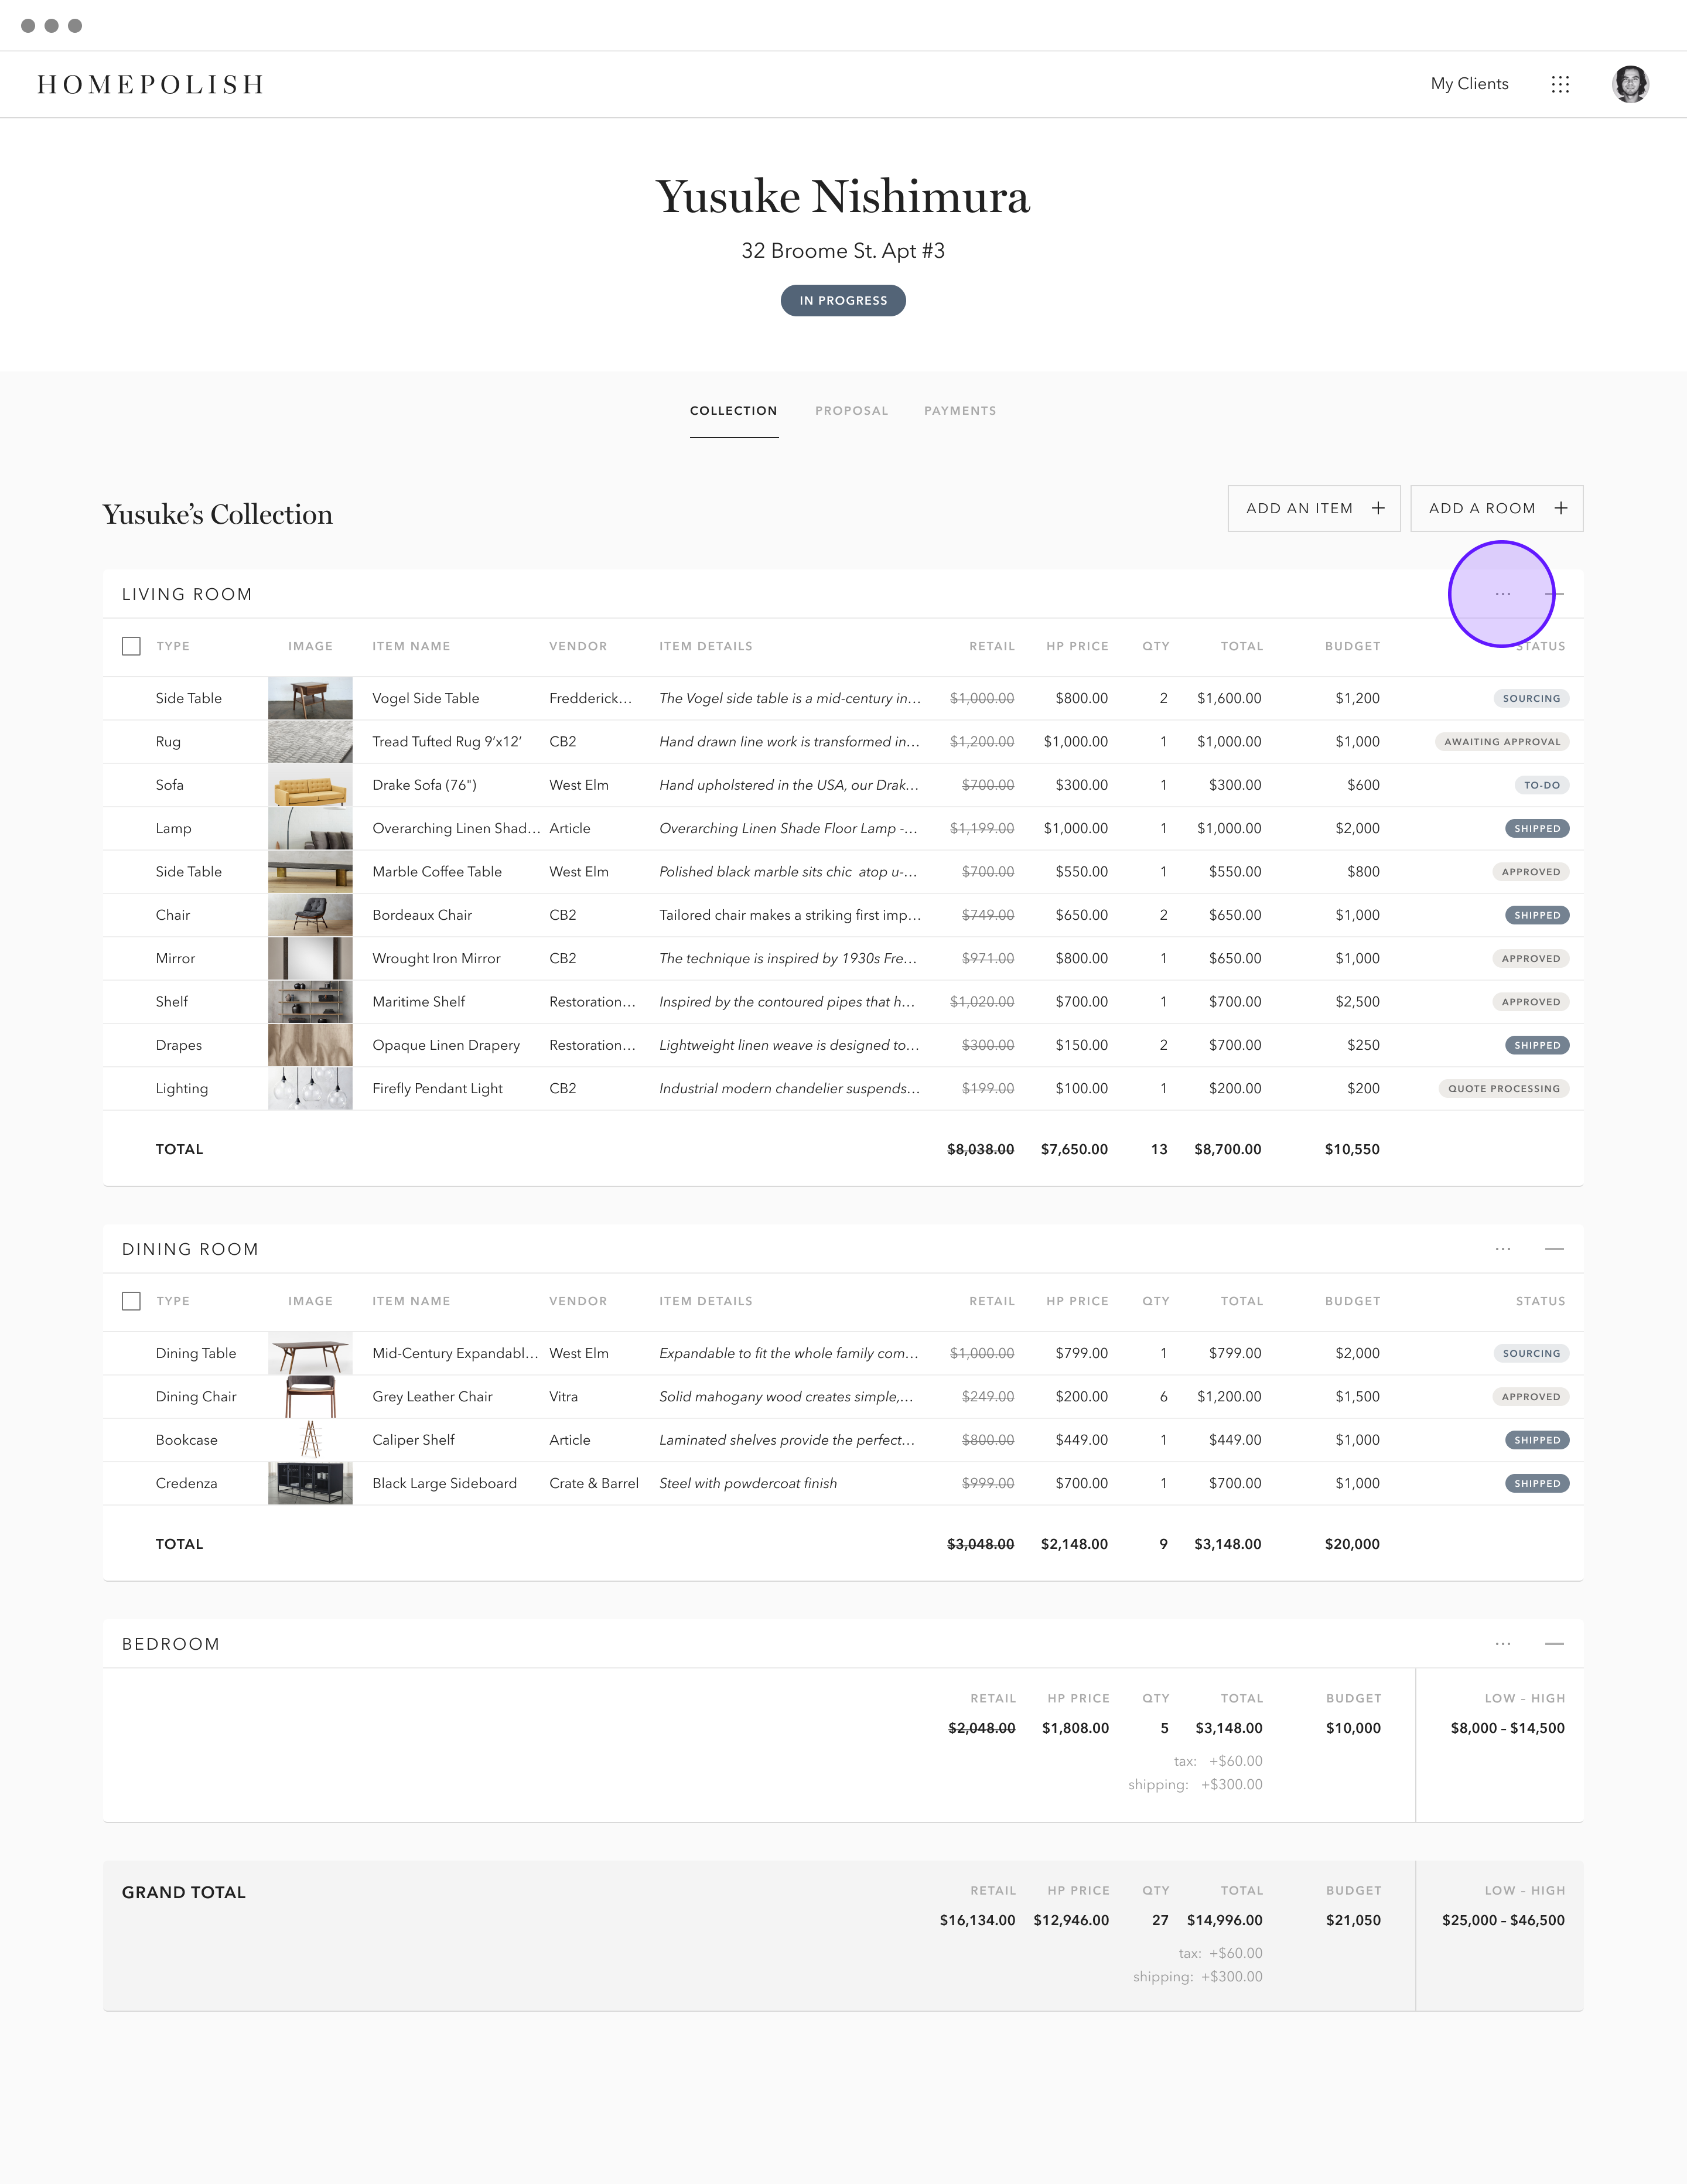 HOMEPOLISH
My Clients
Yusuke Nishimura
32 Broome St. Apt #3
IN PROGRESS
COLLECTION PROPOSAL PAYMENTS
Yusuke’s Collection
ADD AN ITEM +
ADD A ROOM +
LIVING ROOM
TYPE IMAGE ITEM NAME VENDOR ITEM DETAILS RETAIL HP PRICE QTY TOTAL BUDGET STATUS
Side Table Vogel Side Table Fredderick... The Vogel side table is a mid-century in... $1,000.00 $800.00 2 $1,600.00 $1,200 SOURCING
Rug Tread Tufted Rug 9’x12’ CB2 Hand drawn line work is transformed in... $1,200.00 $1,000.00 1 $1,000.00 $1,000 AWAITING APPROVAL
Sofa Drake Sofa (76") West Elm Hand upholstered in the USA, our Drak... $700.00 $300.00 1 $300.00 $600 TO-DO
Lamp Overarching Linen Shad... Article Overarching Linen Shade Floor Lamp -... $1,199.00 $1,000.00 1 $1,000.00 $2,000 SHIPPED
Side Table Marble Coffee Table West Elm Polished black marble sits chic atop u-... $700.00 $550.00 1 $550.00 $800 APPROVED
Chair Bordeaux Chair CB2 Tailored chair makes a striking first imp... $749.00 $650.00 2 $650.00 $1,000 SHIPPED
Mirror Wrought Iron Mirror CB2 The technique is inspired by 1930s Fre... $971.00 $800.00 1 $650.00 $1,000 APPROVED
Shelf Maritime Shelf Restoration... Inspired by the contoured pipes that h... $1,020.00 $700.00 1 $700.00 $2,500 APPROVED
Drapes Opaque Linen Drapery Restoration... Lightweight linen weave is designed to... $300.00 $150.00 2 $700.00 $250 SHIPPED
Lighting Firefly Pendant Light CB2 Industrial modern chandelier suspends... $199.00 $100.00 1 $200.00 $200 QUOTE PROCESSING
TOTAL $8,038.00 $7,650.00 13 $8,700.00 $10,550
DINING ROOM
TYPE IMAGE ITEM NAME VENDOR ITEM DETAILS RETAIL HP PRICE QTY TOTAL BUDGET STATUS
Dining Table Mid-Century Expandabl... West Elm Expandable to fit the whole family com... $1,000.00 $799.00 1 $799.00 $2,000 SOURCING
Dining Chair Grey Leather Chair Vitra Solid mahogany wood creates simple,... $249.00 $200.00 6 $1,200.00 $1,500 APPROVED
Bookcase Caliper Shelf Article Laminated shelves provide the perfect... $800.00 $449.00 1 $449.00 $1,000 SHIPPED
Credenza Black Large Sideboard Crate & Barrel Steel with powdercoat finish $999.00 $700.00 1 $700.00 $1,000 SHIPPED
TOTAL $3,048.00 $2,148.00 9 $3,148.00 $20,000
BEDROOM
RETAIL HP PRICE QTY TOTAL BUDGET LOW – HIGH
$2,048.00 $1,808.00 5 $3,148.00 $10,000 $8,000 – $14,500
tax: +$60.00
shipping: +$300.00
GRAND TOTAL
RETAIL HP PRICE QTY TOTAL BUDGET LOW – HIGH
$16,134.00 $12,946.00 27 $14,996.00 $21,050 $25,000 – $46,500
tax: +$60.00
shipping: +$300.00